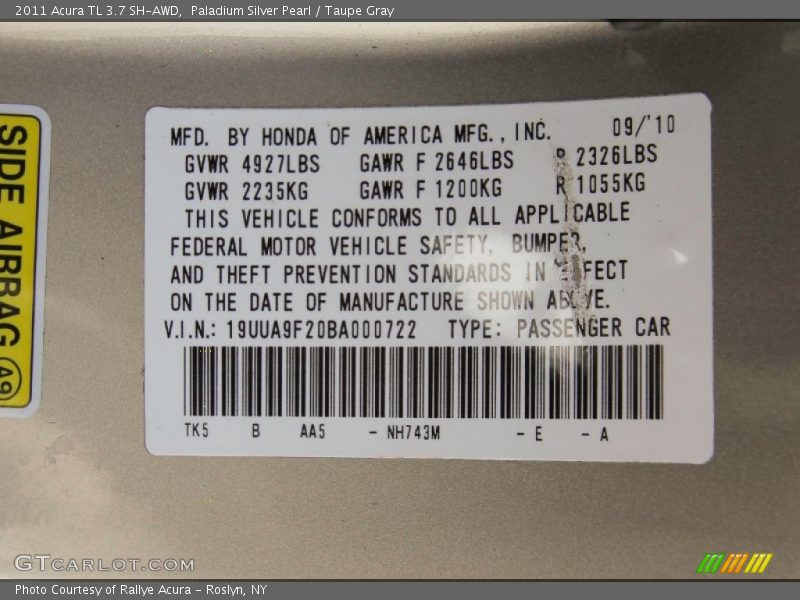 2011 Acura TL 3.7 SH-AWD,  Paladium Silver Pearl / Taupe Gray
SIDE AIRBAG A9
MFD. BY HONDA OF AMERICA MFG., INC. 09/'10
GVWR 4927LBS GAWR F 2646LBS R 2326LBS
GVWR 2235KG GAWR F 1200KG R 1055KG
THIS VEHICLE CONFORMS TO ALL APPLICABLE
FEDERAL MOTOR VEHICLE SAFETY, BUMPER,
AND THEFT PREVENTION STANDARDS IN EFFECT
ON THE DATE OF MANUFACTURE SHOWN ABOVE.
V.I.N.: 19UUA9F20BA000722 TYPE: PASSENGER CAR
TK5 B AA5 - NH743M - E - A
GTCARLOT.COM
Photo Courtesy of Rallye Acura - Roslyn, NY